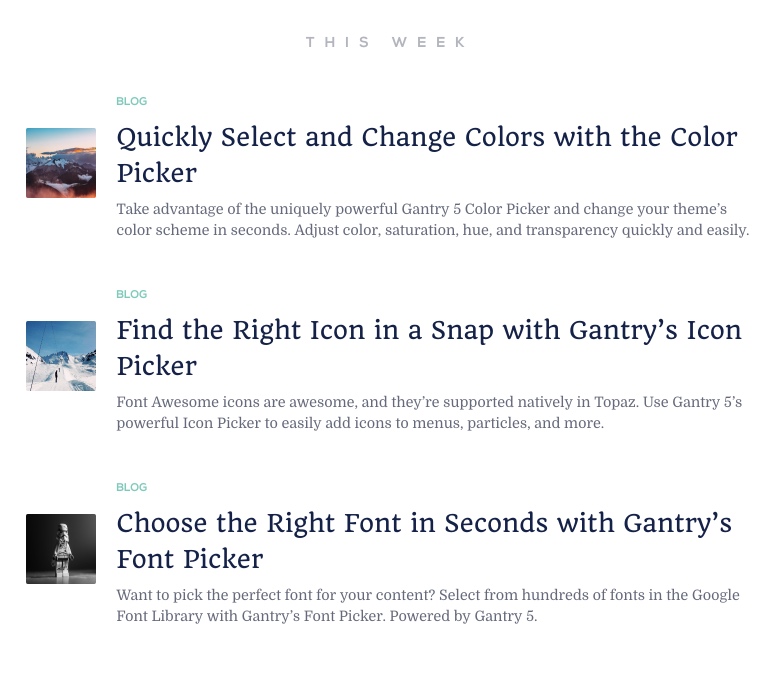 THIS WEEK
BLOG
Quickly Select and Change Colors with the Color
Picker
Take advantage of the uniquely powerful Gantry 5 Color Picker and change your theme’s
color scheme in seconds. Adjust color, saturation, hue, and transparency quickly and easily.
BLOG
Find the Right Icon in a Snap with Gantry’s Icon
Picker
Font Awesome icons are awesome, and they’re supported natively in Topaz. Use Gantry 5’s
powerful Icon Picker to easily add icons to menus, particles, and more.
BLOG
Choose the Right Font in Seconds with Gantry’s
Font Picker
Want to pick the perfect font for your content? Select from hundreds of fonts in the Google
Font Library with Gantry’s Font Picker. Powered by Gantry 5.